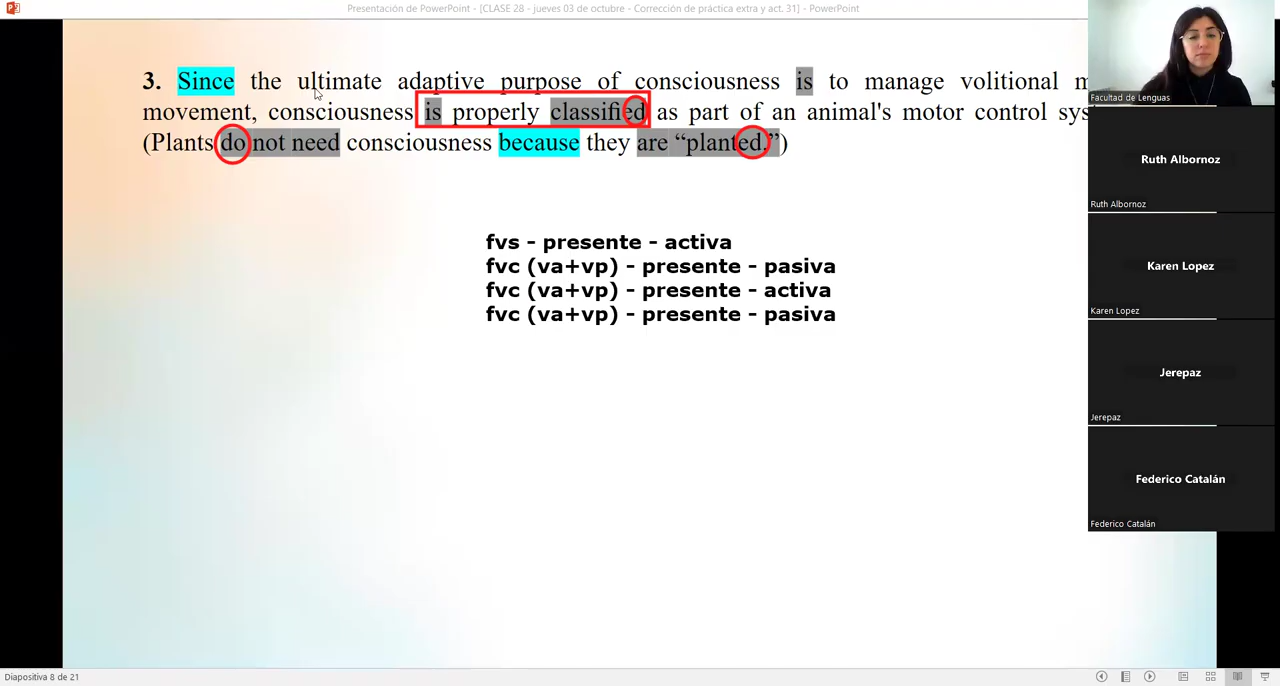 Presentación de PowerPoint - [CLASE 28 - jueves 03 de octubre - Corrección de práctica extra y act. 31] - PowerPoint
3. Since the ultimate adaptive purpose of consciousness is to manage volitional
movement, consciousness is properly classified as part of an animal's motor control
(Plants do not need consciousness because they are “planted.”)
fvs - presente - activa
fvc (va+vp) - presente - pasiva
fvc (va+vp) - presente - activa
fvc (va+vp) - presente - pasiva
Facultad de Lenguas
Ruth Albornoz
Ruth Albornoz
Karen Lopez
Karen Lopez
Jerepaz
Jerepaz
Federico Catalán
Federico Catalán
Diapositiva 8 de 21